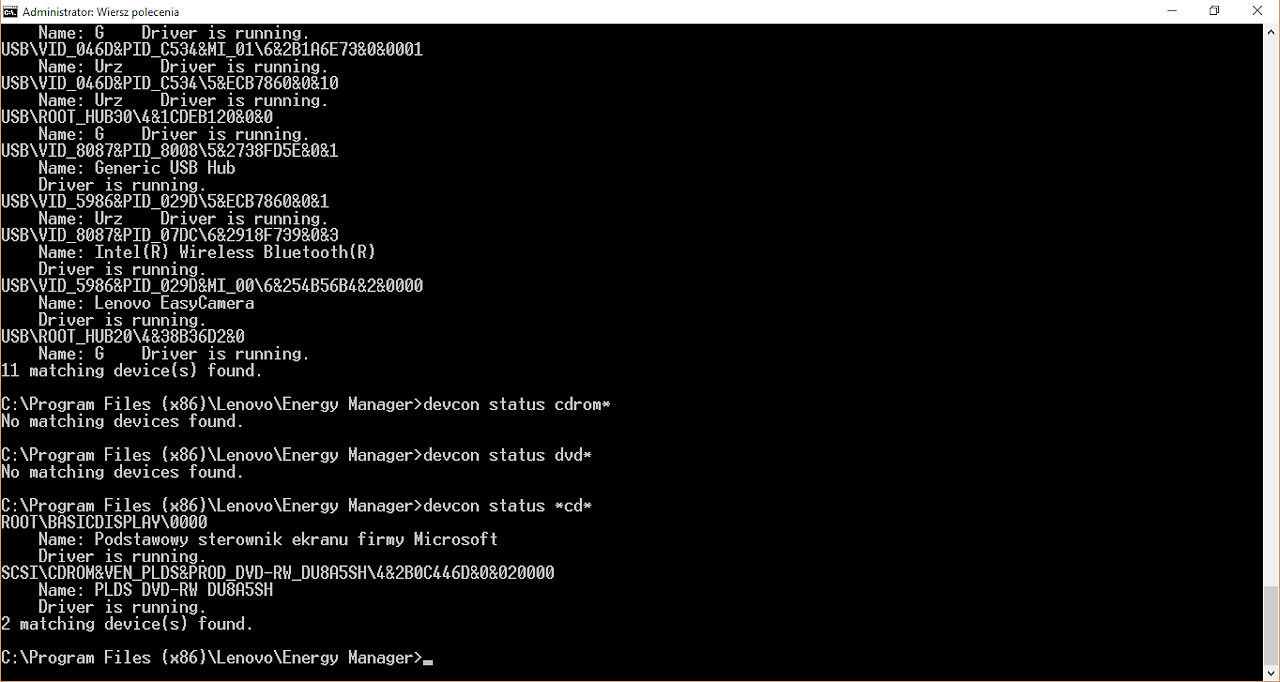 Administrator: Wiersz polecenia
    Name: G    Driver is running.
USB\VID_046D&PID_C534&MI_01\6&2B1A6E73&0&0001
    Name: Urz    Driver is running.
USB\VID_046D&PID_C534\5&ECB7860&0&10
    Name: Urz    Driver is running.
USB\ROOT_HUB30\4&1CDEB120&0&0
    Name: G    Driver is running.
USB\VID_8087&PID_8008\5&2738FD5E&0&1
    Name: Generic USB Hub
    Driver is running.
USB\VID_5986&PID_029D\5&ECB7860&0&1
    Name: Urz    Driver is running.
USB\VID_8087&PID_07DC\6&2918F739&0&3
    Name: Intel(R) Wireless Bluetooth(R)
    Driver is running.
USB\VID_5986&PID_029D&MI_00\6&254B56B4&2&0000
    Name: Lenovo EasyCamera
    Driver is running.
USB\ROOT_HUB20\4&38B36D2&0
    Name: G    Driver is running.
11 matching device(s) found.
C:\Program Files (x86)\Lenovo\Energy Manager>devcon status cdrom*
No matching devices found.
C:\Program Files (x86)\Lenovo\Energy Manager>devcon status dvd*
No matching devices found.
C:\Program Files (x86)\Lenovo\Energy Manager>devcon status *cd*
ROOT\BASICDISPLAY\0000
    Name: Podstawowy sterownik ekranu firmy Microsoft
    Driver is running.
SCSI\CDROM&VEN_PLDS&PROD_DVD-RW_DU8A5SH\4&2B0C446D&0&020000
    Name: PLDS DVD-RW DU8A5SH
    Driver is running.
2 matching device(s) found.
C:\Program Files (x86)\Lenovo\Energy Manager>_